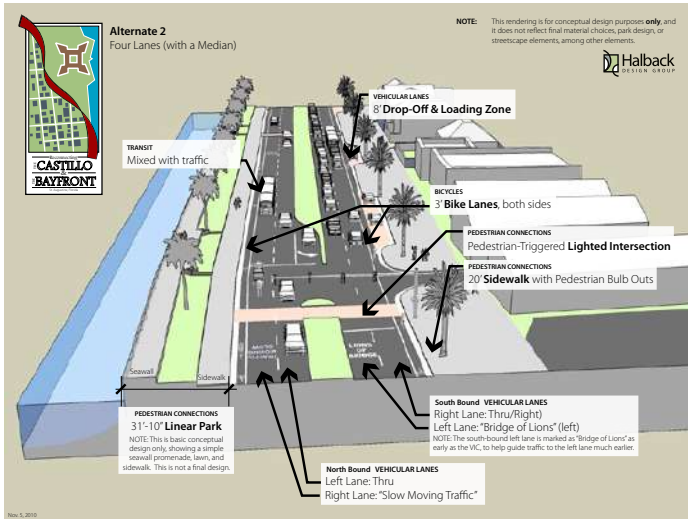 Alternate 2
Four Lanes (with a Median)
NOTE: This rendering is for conceptual design purposes only, and
it does not reflect final material choices, park design, or
streetscape elements, among other elements.
Halback
DESIGN GROUP
CASTILLO
&
BAYFRONT
VEHICULAR LANES
8' Drop-Off & Loading Zone
TRANSIT
Mixed with traffic
BICYCLES
3' Bike Lanes, both sides
PEDESTRIAN CONNECTIONS
Pedestrian-Triggered Lighted Intersection
PEDESTRIAN CONNECTIONS
20' Sidewalk with Pedestrian Bulb Outs
LIONS
BRIDGE
Seawall
Sidewalk
PEDESTRIAN CONNECTIONS
31'-10" Linear Park
NOTE: This is basic conceptual
design only, showing a simple
seawall promenade, lawn, and
sidewalk. This is not a final design.
South Bound VEHICULAR LANES
Right Lane: Thru/Right)
Left Lane: "Bridge of Lions" (left)
NOTE: The south-bound left lane is marked as "Bridge of Lions" as
early as the VIC, to help guide traffic to the left lane much earlier.
North Bound VEHICULAR LANES
Left Lane: Thru
Right Lane: "Slow Moving Traffic"
Nov. 5, 2010